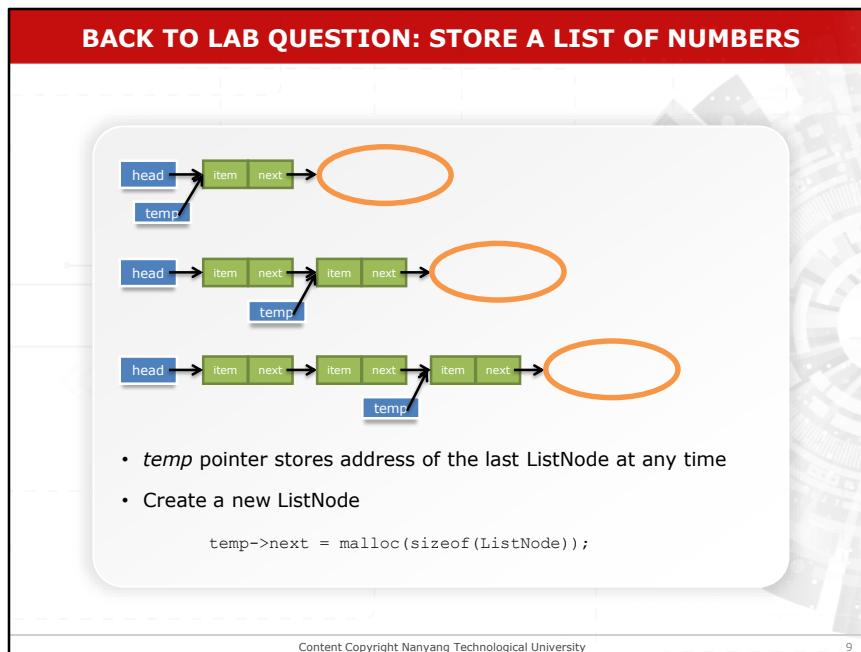 BACK TO LAB QUESTION: STORE A LIST OF NUMBERS
head item next
temp
head item next item next
temp
head item next item next item next
temp
• temp pointer stores address of the last ListNode at any time
• Create a new ListNode
temp->next = malloc(sizeof(ListNode));
Content Copyright Nanyang Technological University 9